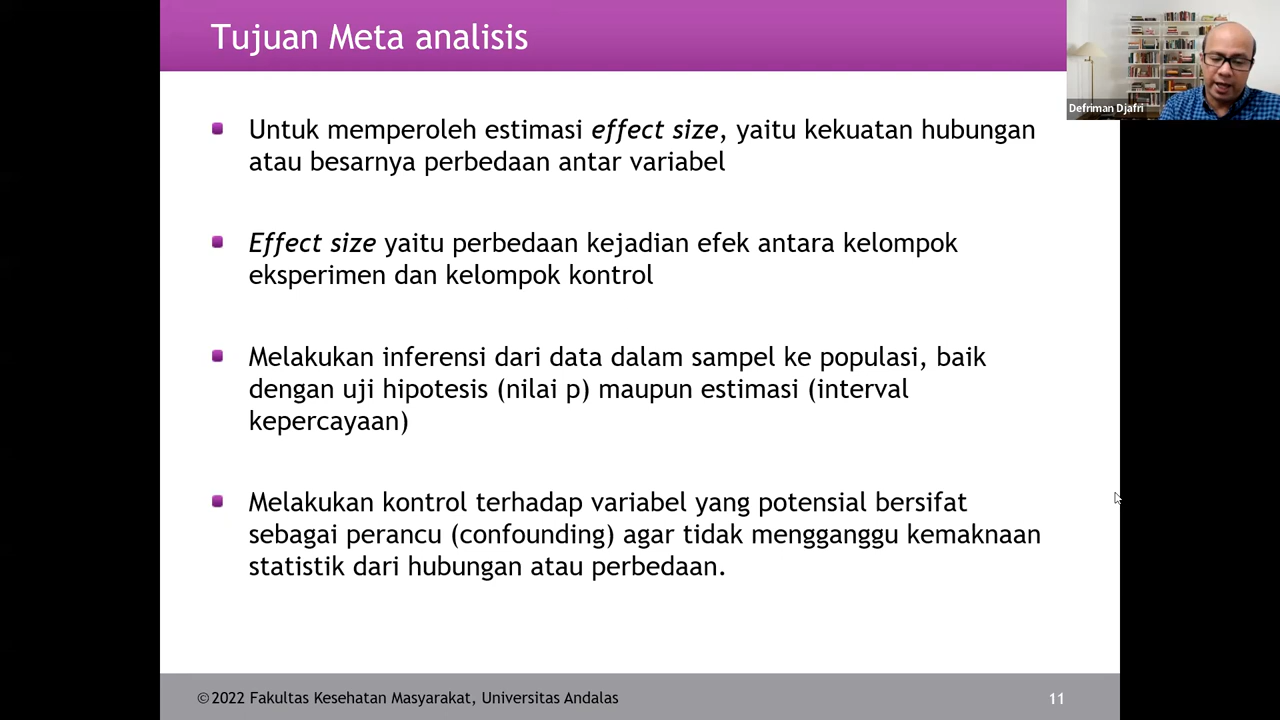 Tujuan Meta analisis
Defriman Djafri
Untuk memperoleh estimasi effect size, yaitu kekuatan hubungan
atau besarnya perbedaan antar variabel
Effect size yaitu perbedaan kejadian efek antara kelompok
eksperimen dan kelompok kontrol
Melakukan inferensi dari data dalam sampel ke populasi, baik
dengan uji hipotesis (nilai p) maupun estimasi (interval
kepercayaan)
Melakukan kontrol terhadap variabel yang potensial bersifat
sebagai perancu (confounding) agar tidak mengganggu kemaknaan
statistik dari hubungan atau perbedaan.
©2022 Fakultas Kesehatan Masyarakat, Universitas Andalas
11